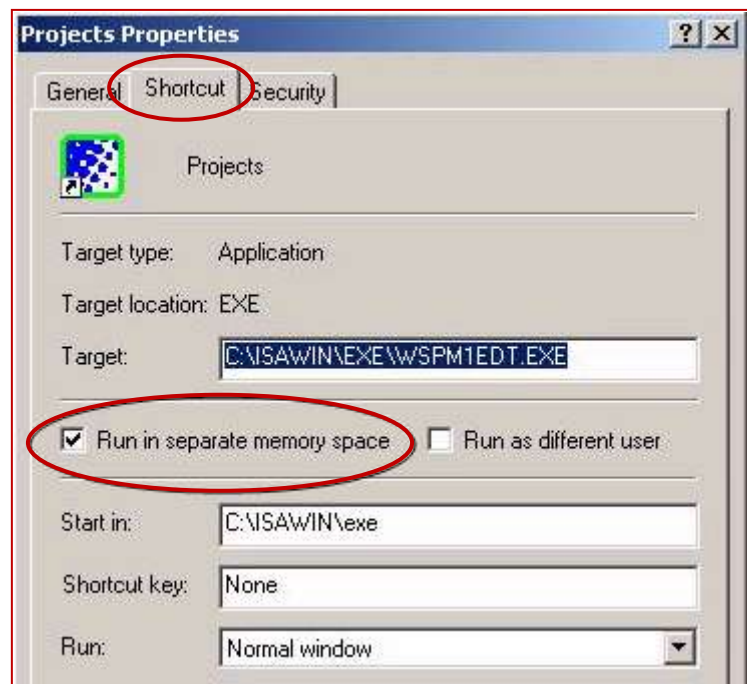 Projects Properties
General Shortcut Security
Projects
Target type: Application
Target location: EXE
Target: C:\ISAWIN\EXE\WSPM1EDT.EXE
Run in separate memory space Run as different user
Start in: C:\ISAWIN\exe
Shortcut key: None
Run: Normal window